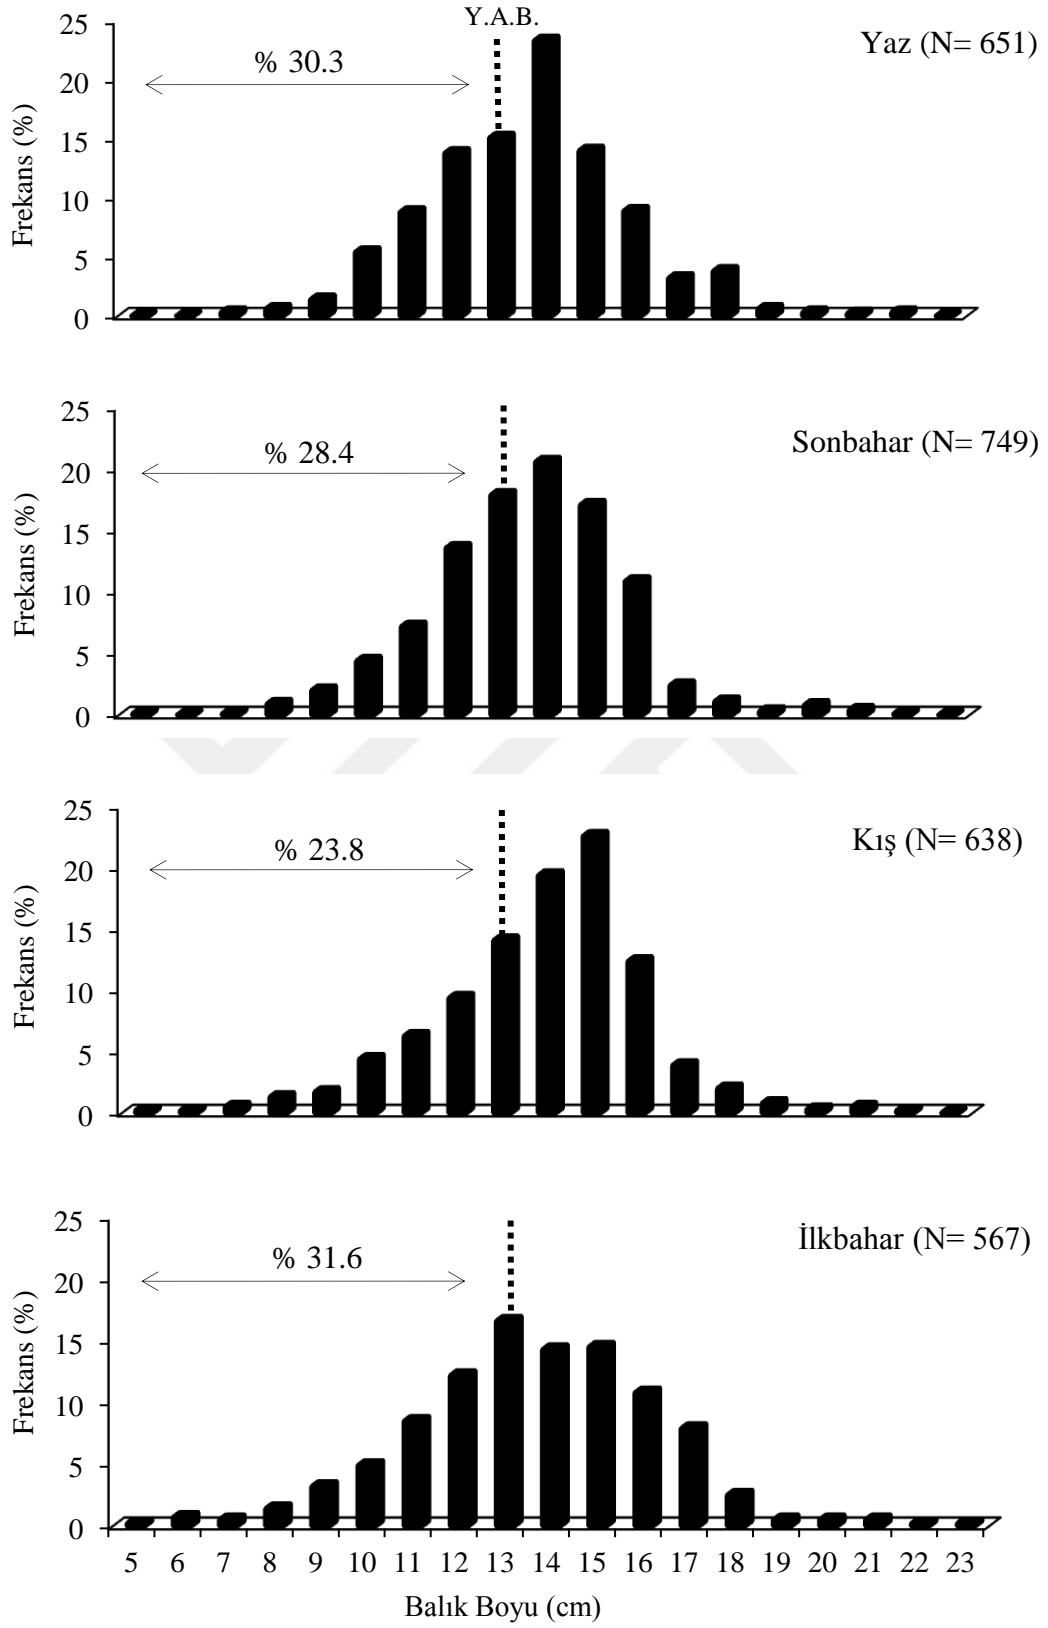 Y.A.B.
Yaz (N= 651)
% 30.3
Frekans (%)
25
20
15
10
5
0
Sonbahar (N= 749)
% 28.4
Frekans (%)
25
20
15
10
5
0
Kış (N= 638)
% 23.8
Frekans (%)
25
20
15
10
5
0
İlkbahar (N= 567)
% 31.6
Frekans (%)
25
20
15
10
5
0
5 6 7 8 9 10 11 12 13 14 15 16 17 18 19 20 21 22 23
Balık Boyu (cm)